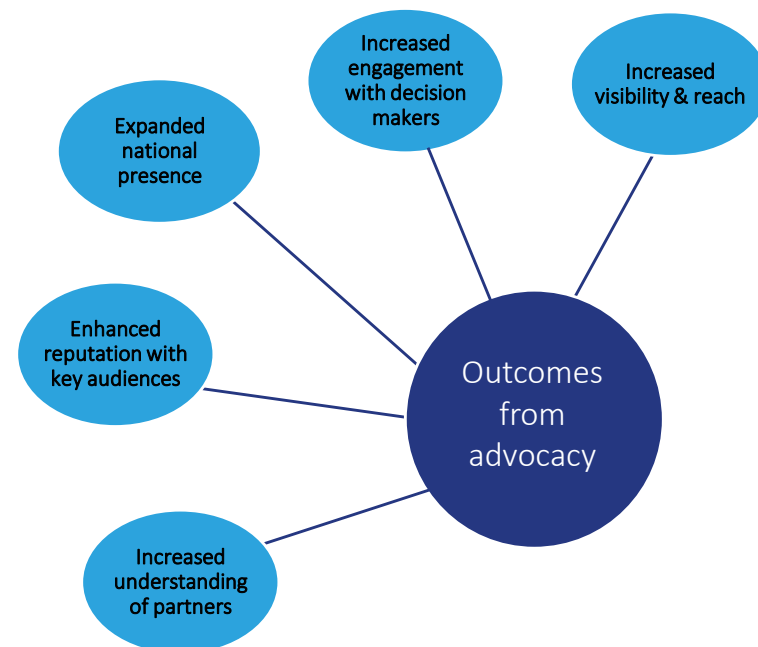 Increased
engagement
with decision
makers
Increased
visibility & reach
Expanded
national
presence
Enhanced
reputation with
key audiences
Outcomes
from
advocacy
Increased
understanding
of partners